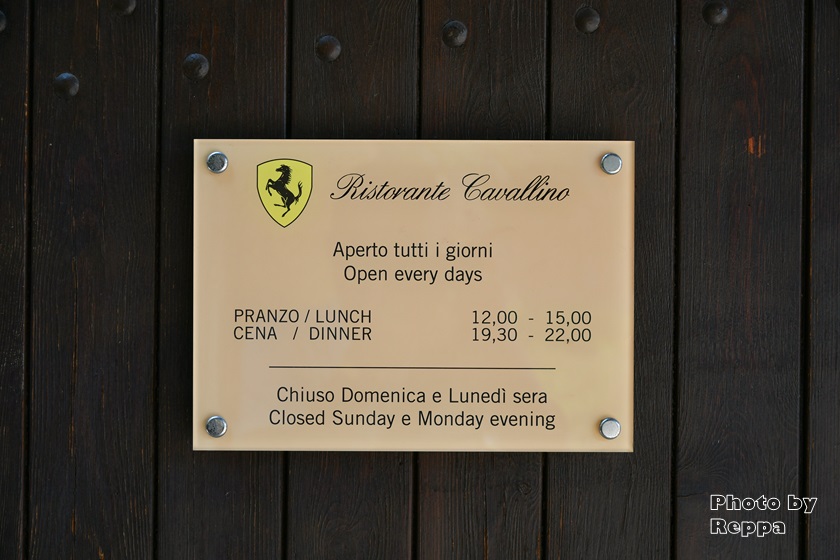 Ristorante Cavallino
Aperto tutti i giorni
Open every days
PRANZO / LUNCH 12,00 - 15,00
CENA / DINNER 19,30 - 22,00
Chiuso Domenica e Lunedì sera
Closed Sunday e Monday evening
Photo by
Reppa